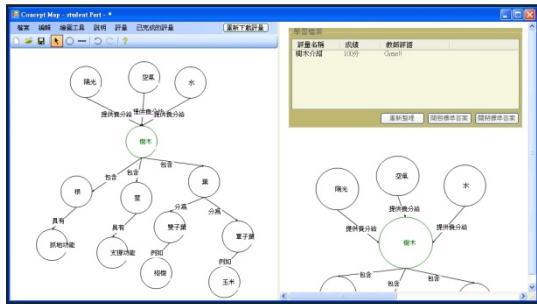 Concept Map - student Part - *
檔案 編輯 繪圖工具 說明 評量 已完成的評量 重新下載評量
學習檔案
評量名稱 成績 教師評語
樹木介紹 100分 Good!!
重新整理 開啟標準答案 關閉標準答案
陽光 空氣 水
提供養分給 提供養分給 提供養分給
樹木
包含 包含 包含
根 莖 葉
具有 具有 分為 分為
抓地功能 支撐功能 雙子葉 單子葉
例如 例如
榕樹 玉米
陽光 空氣 水
提供養分給
提供養分給 提供養分給
樹木
包含 包含
包含